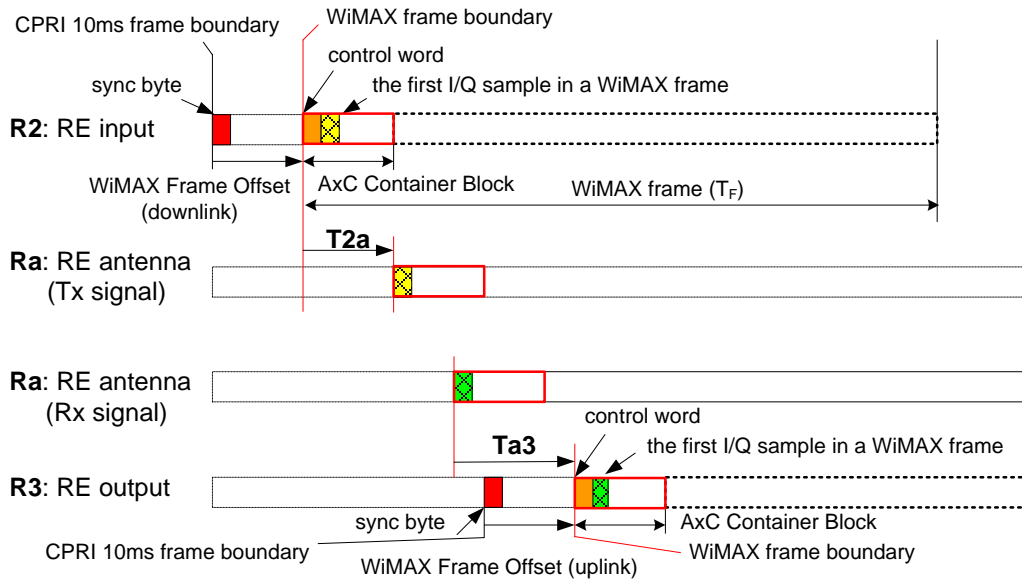 CPRI 10ms frame boundary
WiMAX frame boundary
control word
sync byte
the first I/Q sample in a WiMAX frame
R2: RE input
WiMAX Frame Offset
(downlink)
AxC Container Block
WiMAX frame (TF)
T2a
Ra: RE antenna
(Tx signal)
Ra: RE antenna
(Rx signal)
control word
Ta3
the first I/Q sample in a WiMAX frame
R3: RE output
sync byte
AxC Container Block
CPRI 10ms frame boundary
WiMAX frame boundary
WiMAX Frame Offset (uplink)